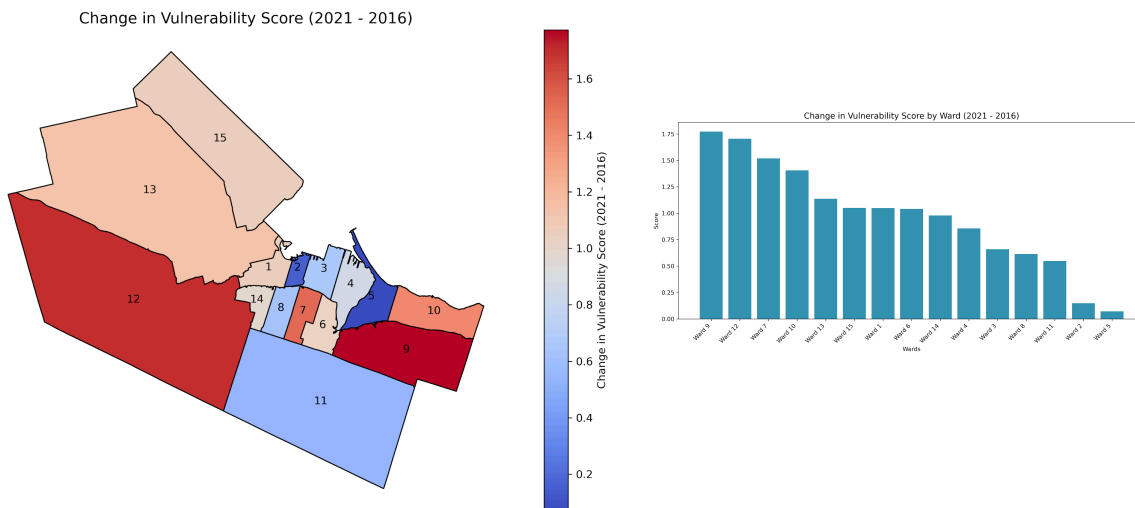 Change in Vulnerability Score (2021 - 2016)
15
13
12
1
2
3
4
5
14
8
7
6
10
9
11
1.6
1.4
1.2
1.0
0.8
0.6
0.4
0.2
Change in Vulnerability Score (2021 - 2016)
Change in Vulnerability Score by Ward (2021 - 2016)
1.75
1.50
1.25
1.00
0.75
0.50
0.25
0.00
Score
Ward 9
Ward 12
Ward 7
Ward 10
Ward 13
Ward 15
Ward 1
Ward 6
Ward 14
Ward 4
Ward 3
Ward 8
Ward 11
Ward 2
Ward 5
Wards